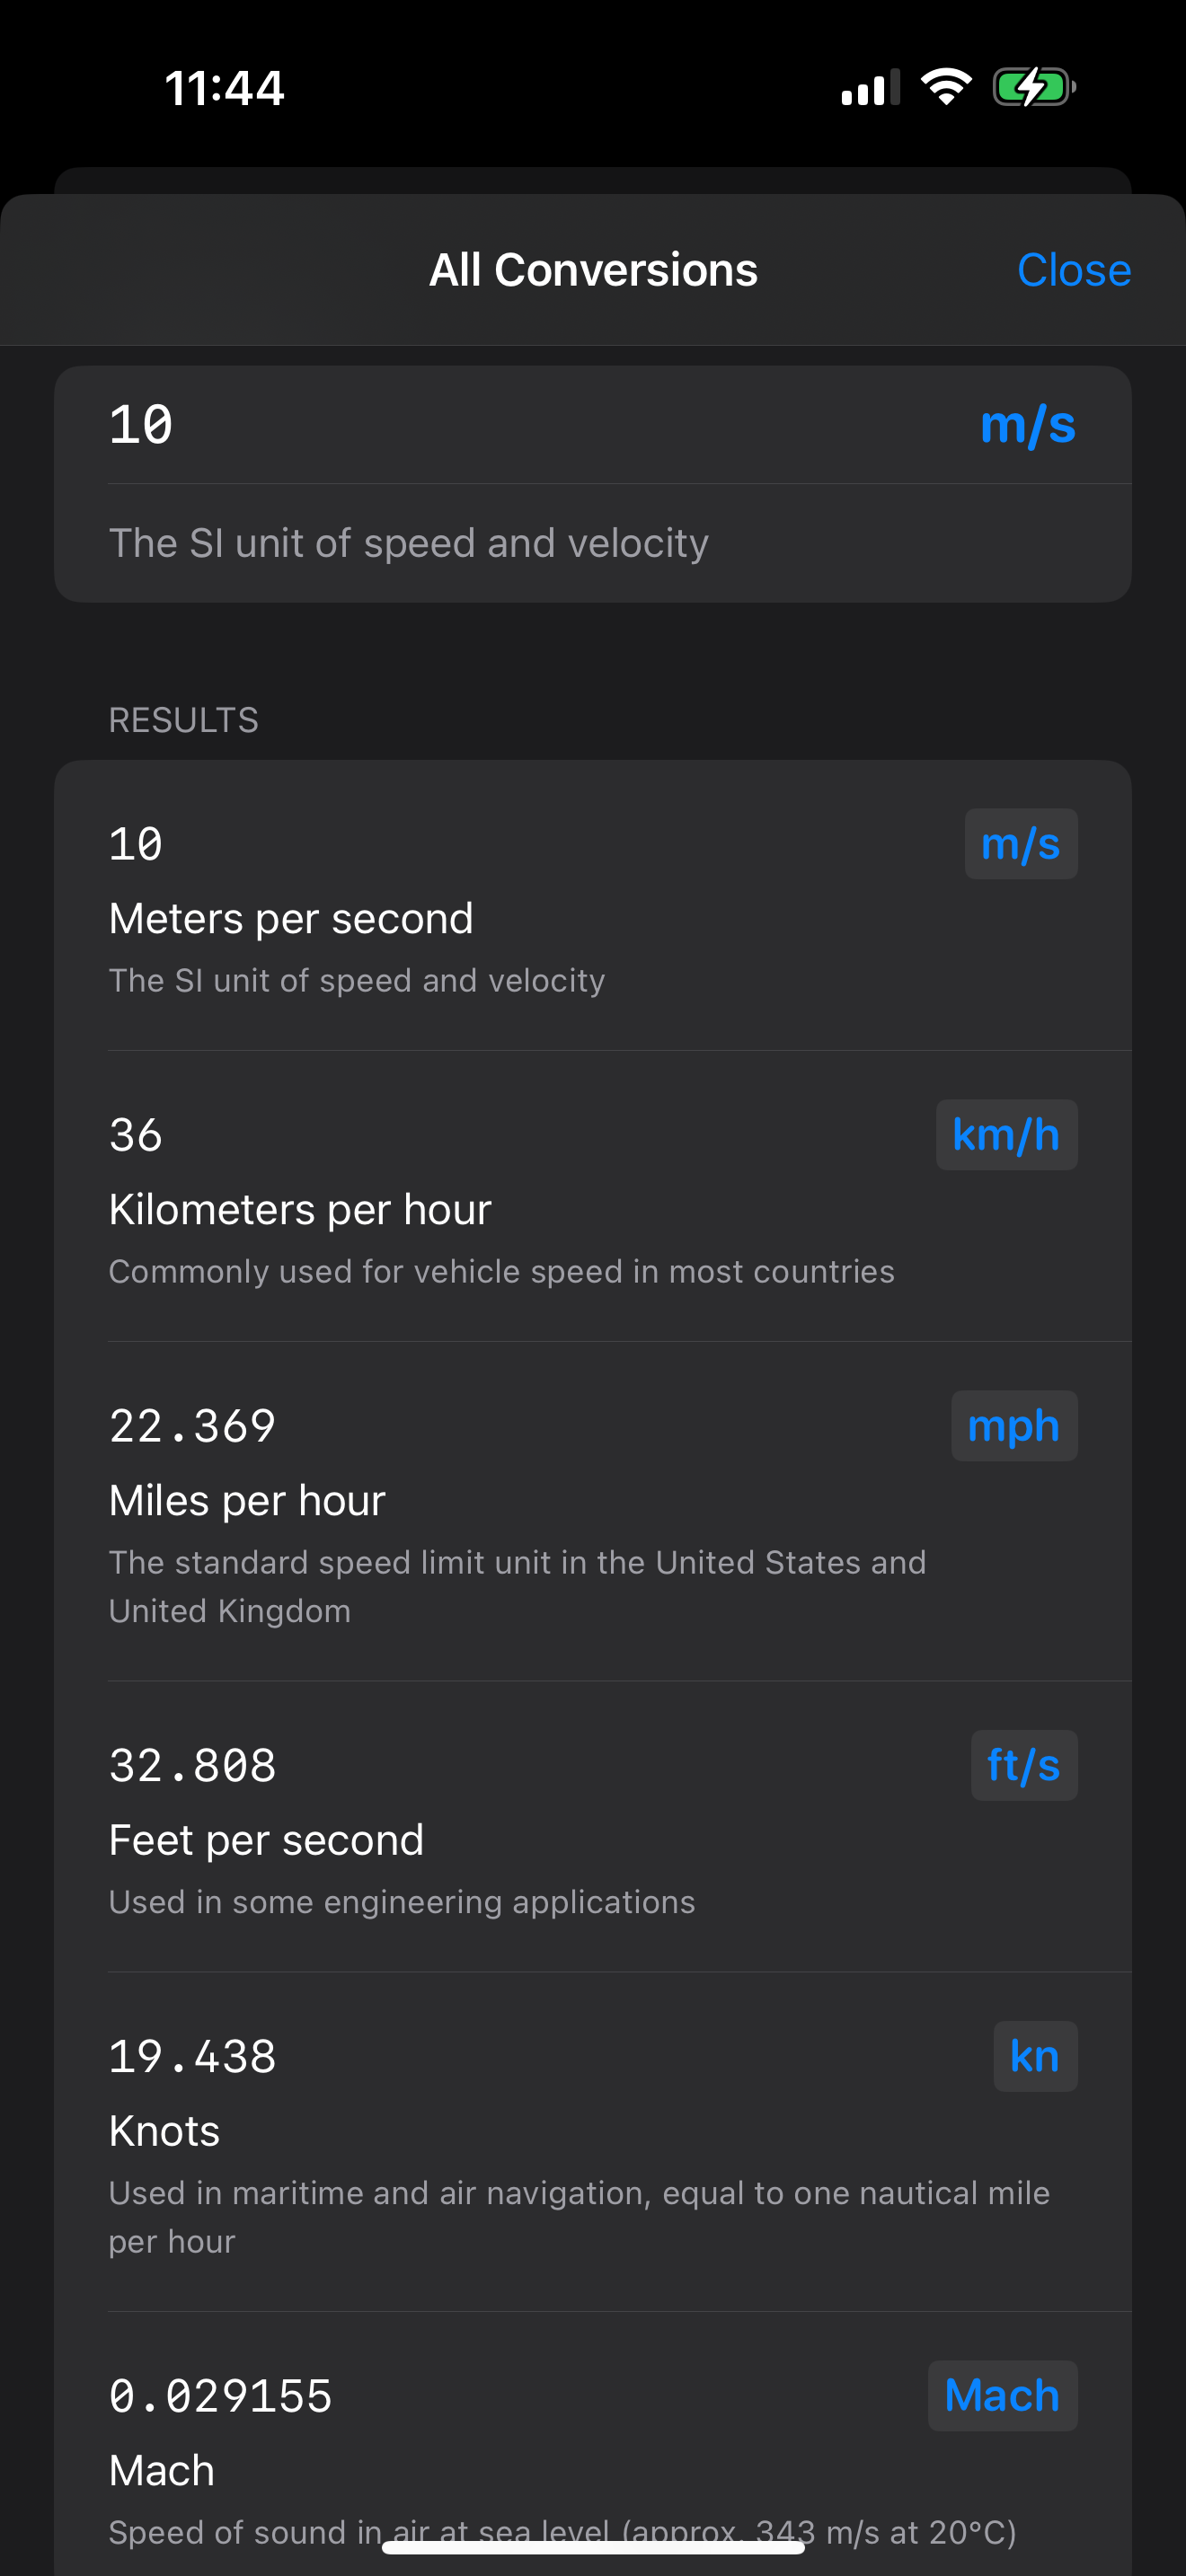 11:44
All Conversions
Close
10
m/s
The SI unit of speed and velocity
RESULTS
10
m/s
Meters per second
The SI unit of speed and velocity
36
km/h
Kilometers per hour
Commonly used for vehicle speed in most countries
22.369
mph
Miles per hour
The standard speed limit unit in the United States and
United Kingdom
32.808
ft/s
Feet per second
Used in some engineering applications
19.438
kn
Knots
Used in maritime and air navigation, equal to one nautical mile
per hour
0.029155
Mach
Mach
Speed of sound in air at sea level (approx. 343 m/s at 20°C)